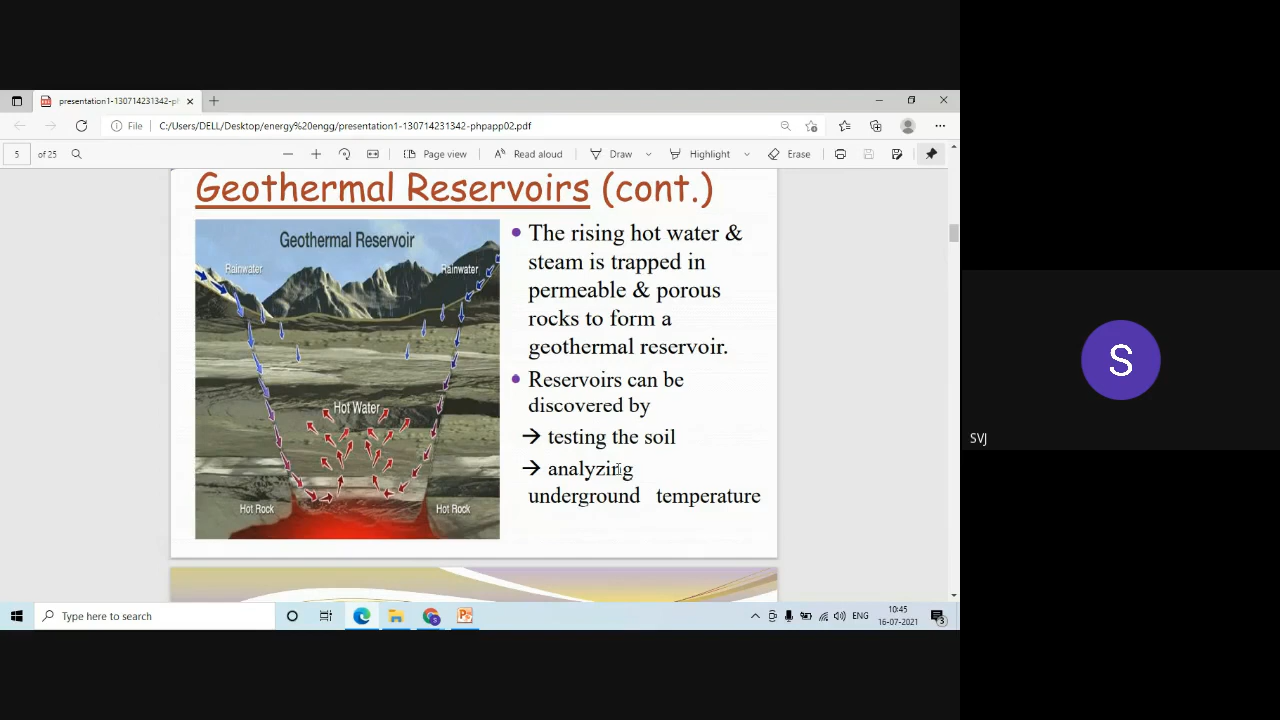 presentation1-130714231342-ph
File
C:/Users/DELL/Desktop/energy%20engg/presentation1-130714231342-phpapp02.pdf
5 of 25
Page view
Read aloud
Draw
Highlight
Erase
Geothermal Reservoirs (cont.)
Geothermal Reservoir
Rainwater
Rainwater
Hot Water
Hot Rock
Hot Rock
• The rising hot water &
steam is trapped in
permeable & porous
rocks to form a
geothermal reservoir.
• Reservoirs can be
discovered by
→ testing the soil
→ analyzing
underground temperature
S
SVJ
Type here to search
ENG
10:45
16-07-2021
3